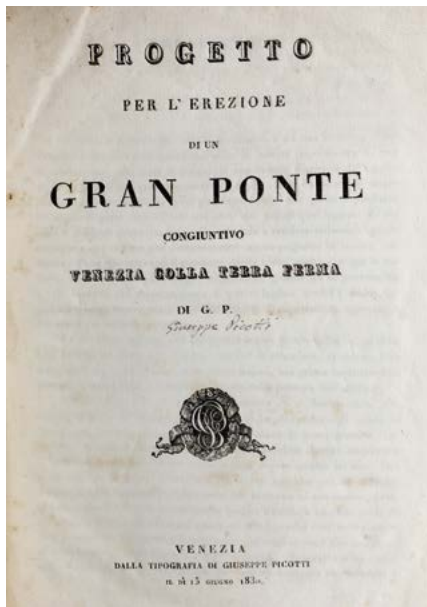 PROGETTO
PER L' EREZIONE
DI UN
GRAN PONTE
CONGIUNTIVO
VENEZIA COLLA TERRA FERMA
DI G. P.
Giuseppe Picotti
VENEZIA
DALLA TIPOGRAFIA DI GIUSEPPE PICOTTI
IL DÌ 15 GIUGNO 1830.